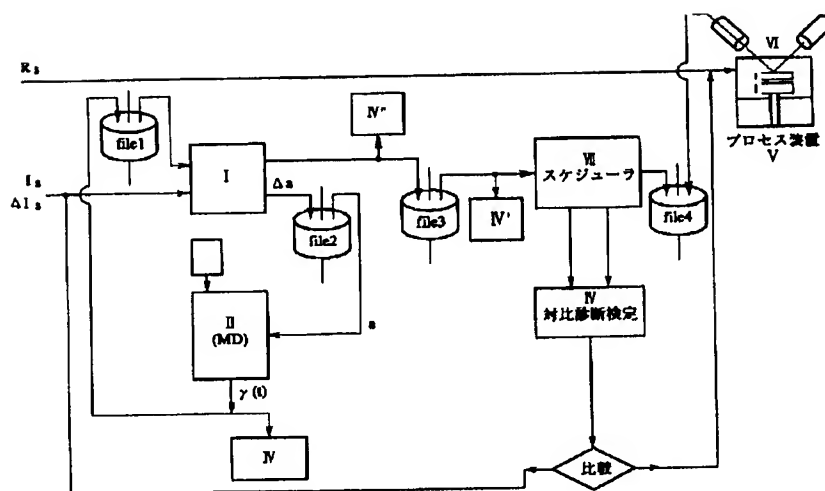 R s
Ⅵ
プロセス装置
Ⅴ
file1
Ⅳ"
Ⅰ
Ⅶ
スケジューラ
I s
Δ I s
Δ a
file2
file3
Ⅳ'
file4
Ⅱ
(MD)
a
Ⅳ
対比診断検定
γ (t)
Ⅳ
比較